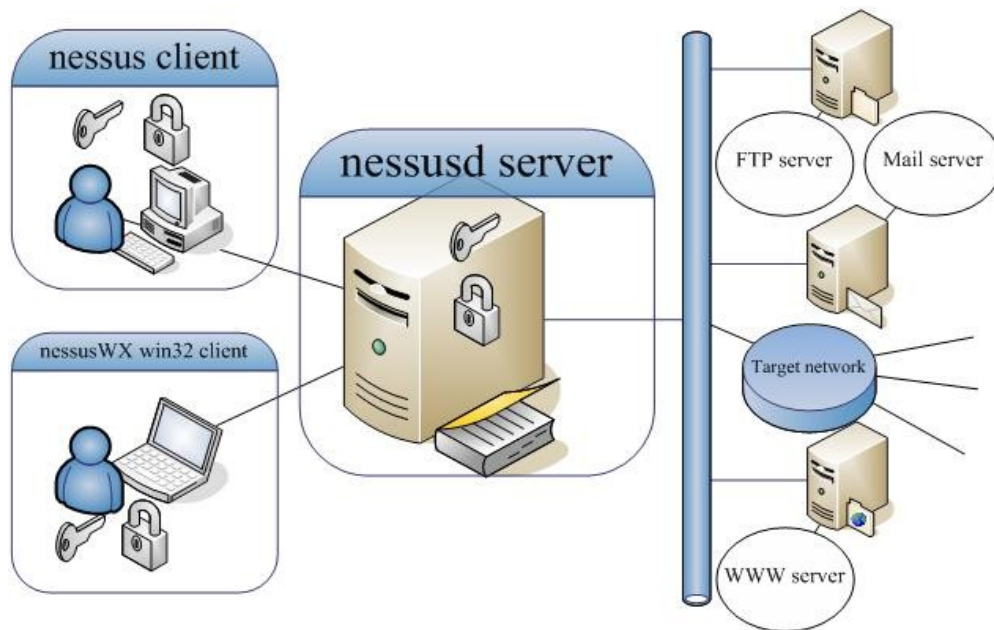 nessus client
nessusd server
nessusWX win32 client
FTP server
Mail server
Target network
WWW server